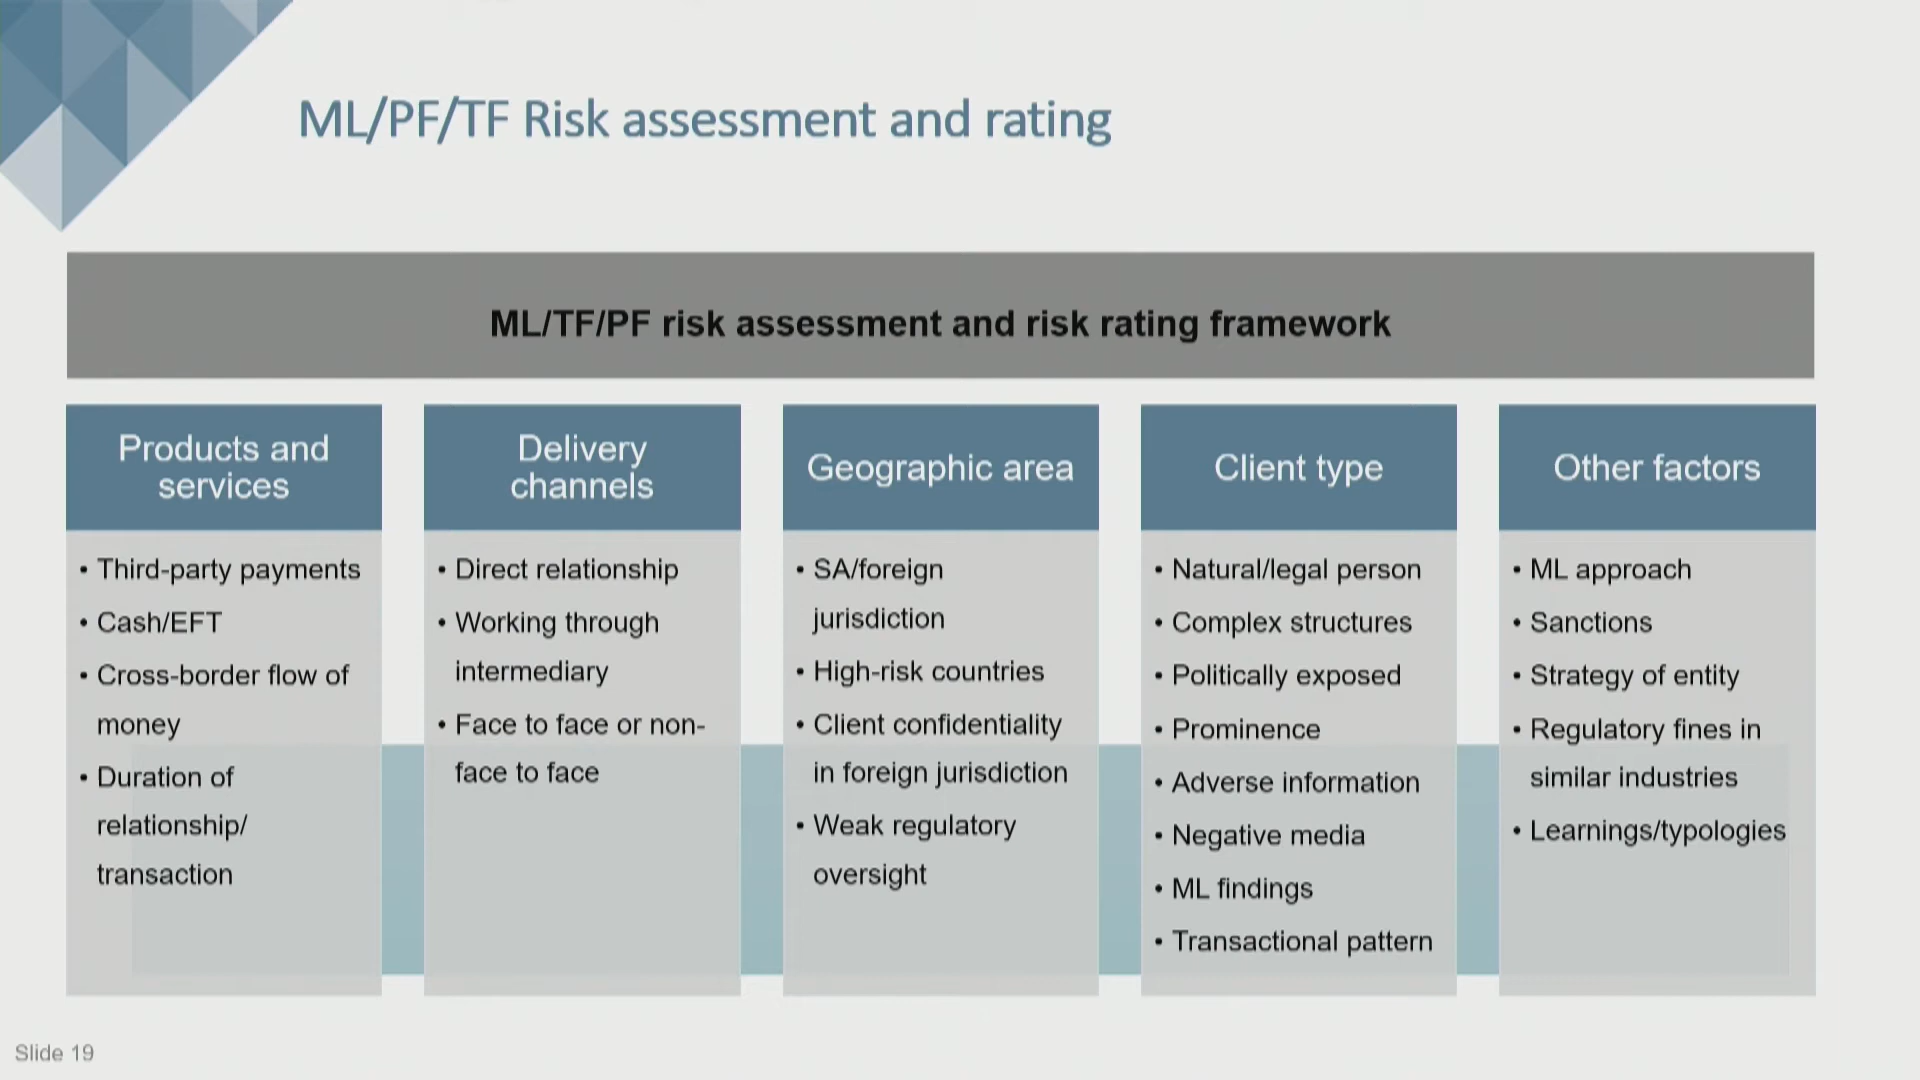 ML/PF/TF Risk assessment and rating
ML/TF/PF risk assessment and risk rating framework
Products and
services
• Third-party payments
• Cash/EFT
• Cross-border flow of
money
• Duration of
relationship/
transaction
Delivery
channels
• Direct relationship
• Working through
intermediary
• Face to face or non-
face to face
Geographic area
• SA/foreign
jurisdiction
• High-risk countries
• Client confidentiality
in foreign jurisdiction
• Weak regulatory
oversight
Client type
• Natural/legal person
• Complex structures
• Politically exposed
• Prominence
• Adverse information
• Negative media
• ML findings
• Transactional pattern
Other factors
• ML approach
• Sanctions
• Strategy of entity
• Regulatory fines in
similar industries
• Learnings/typologies
Slide 19